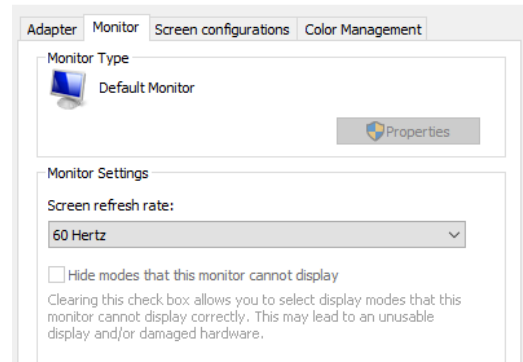 Adapter Monitor Screen configurations Color Management
Monitor Type
Default Monitor
Properties
Monitor Settings
Screen refresh rate:
60 Hertz
Hide modes that this monitor cannot display
Clearing this check box allows you to select display modes that this
monitor cannot display correctly. This may lead to an unusable
display and/or damaged hardware.